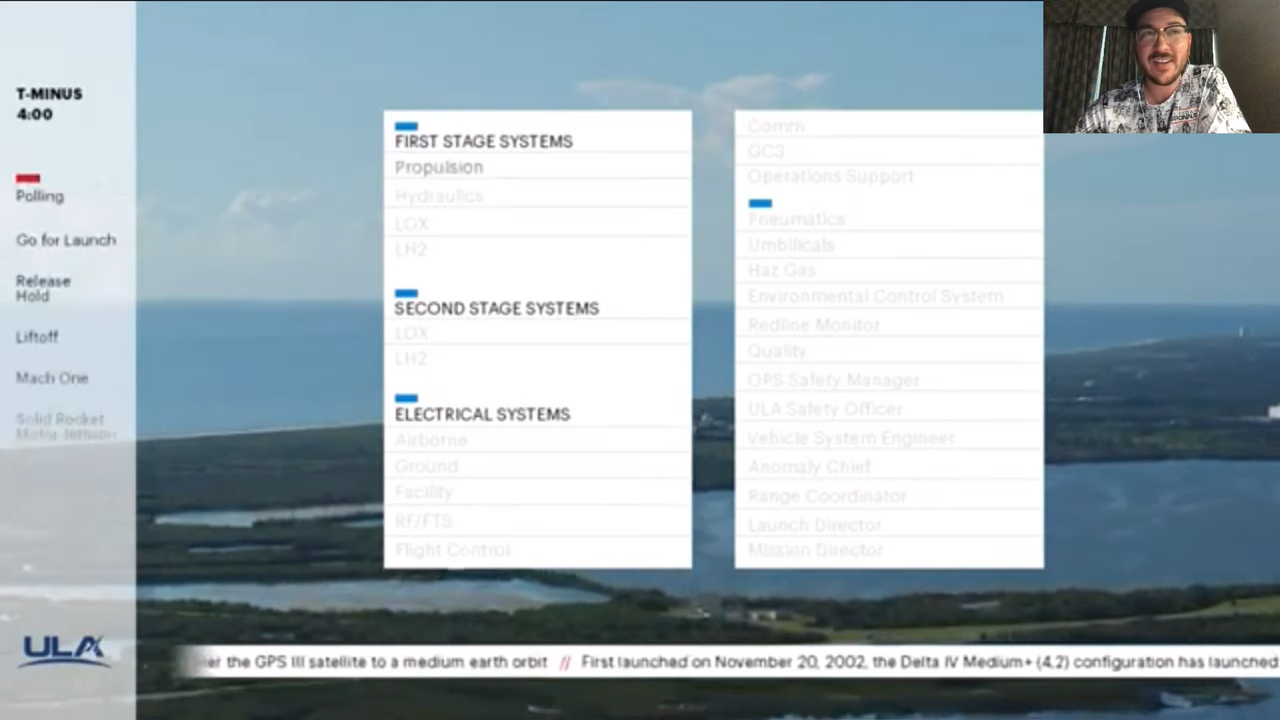 T-MINUS
4:00
Polling
Go for Launch
Release
Hold
Liftoff
Mach One
Solid Rocket
Motor Jettison
ULA
FIRST STAGE SYSTEMS
Propulsion
Hydraulics
LOX
LH2
SECOND STAGE SYSTEMS
LOX
LH2
ELECTRICAL SYSTEMS
Airborne
Ground
Facility
RF/FTS
Flight Control
Comm
GC3
Operations Support
Pneumatics
Umbilicals
Haz Gas
Environmental Control System
Redline Monitor
Quality
OPS Safety Manager
ULA Safety Officer
Vehicle System Engineer
Anomaly Chief
Range Coordinator
Launch Director
Mission Director
the GPS III satellite to a medium earth orbit // First launched on November 20, 2002, the Delta IV Medium+ (4,2) configuration has launched